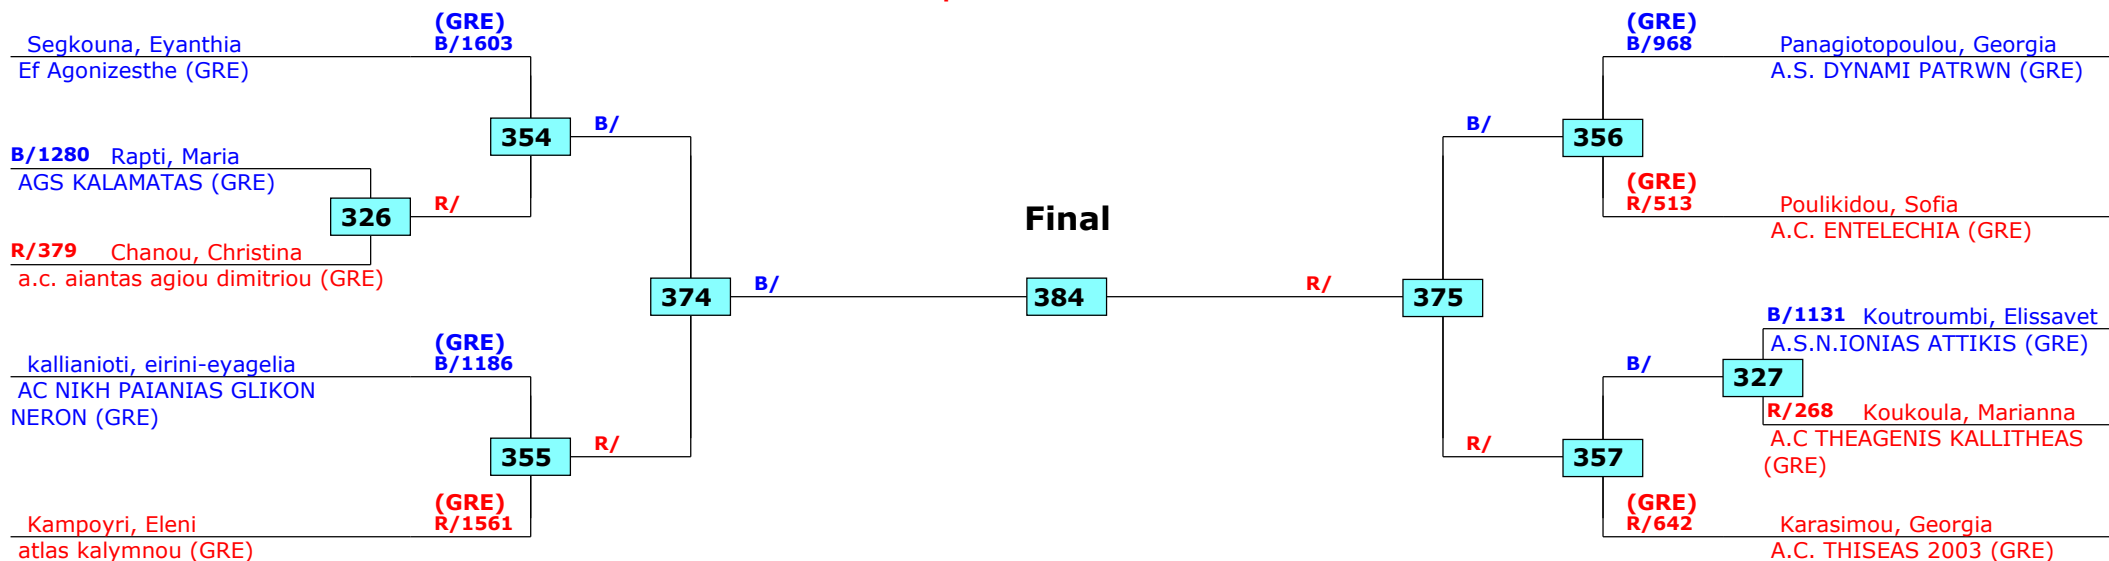 (GRE)
Segkouna, Eyanthia B/1603
Ef Agonizesthe (GRE)
354
B/
B/1280 Rapti, Maria
AGS KALAMATAS (GRE)
326
R/
R/379 Chanou, Christina
a.c. aiantas agiou dimitriou (GRE)
374
B/
(GRE)
kallianioti, eirini-eyagelia B/1186
AC NIKH PAIANIAS GLIKON
NERON (GRE)
355
R/
(GRE)
Kampoyri, Eleni R/1561
atlas kalymnou (GRE)
Final
384
(GRE)
B/968 Panagiotopoulou, Georgia
A.S. DYNAMI PATRWN (GRE)
B/
356
(GRE)
R/513 Poulikidou, Sofia
A.C. ENTELECHIA (GRE)
R/
375
B/1131 Koutroumbi, Elissavet
A.S.N.IONIAS ATTIKIS (GRE)
B/
327
R/268 Koukoula, Marianna
A.C THEAGENIS KALLITHEAS
(GRE)
R/
357
(GRE)
R/642 Karasimou, Georgia
A.C. THISEAS 2003 (GRE)